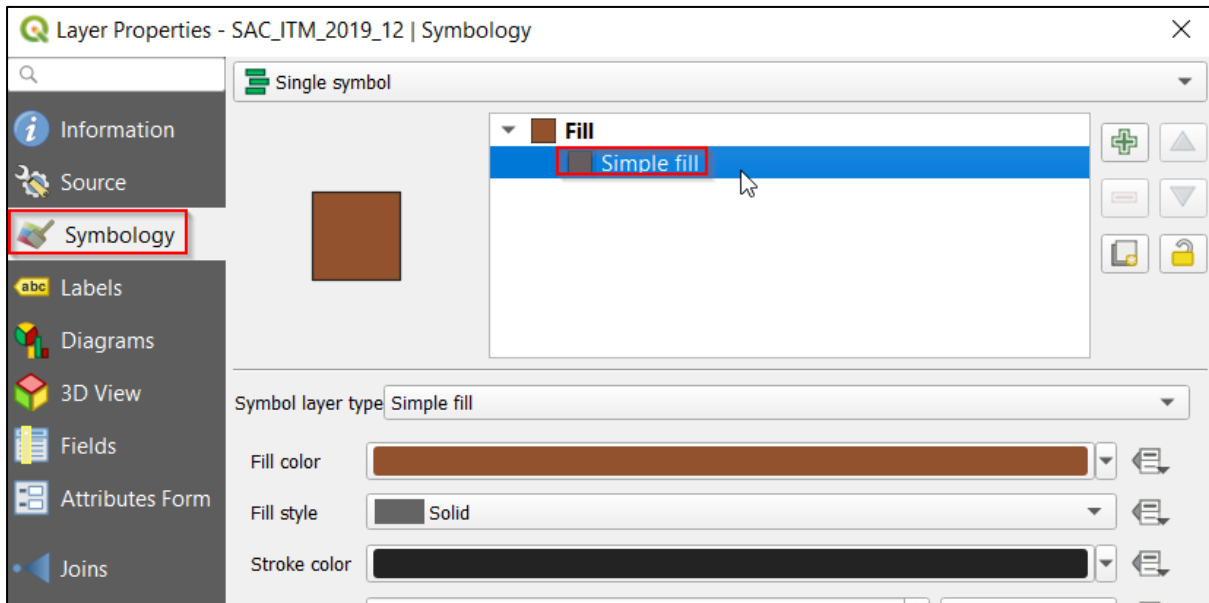 Layer Properties - SAC_ITM_2019_12 | Symbology
Single symbol
Information
Source
Symbology
abc Labels
Diagrams
3D View
Fields
Attributes Form
Joins
Fill
Simple fill
Symbol layer type Simple fill
Fill color
Fill style Solid
Stroke color